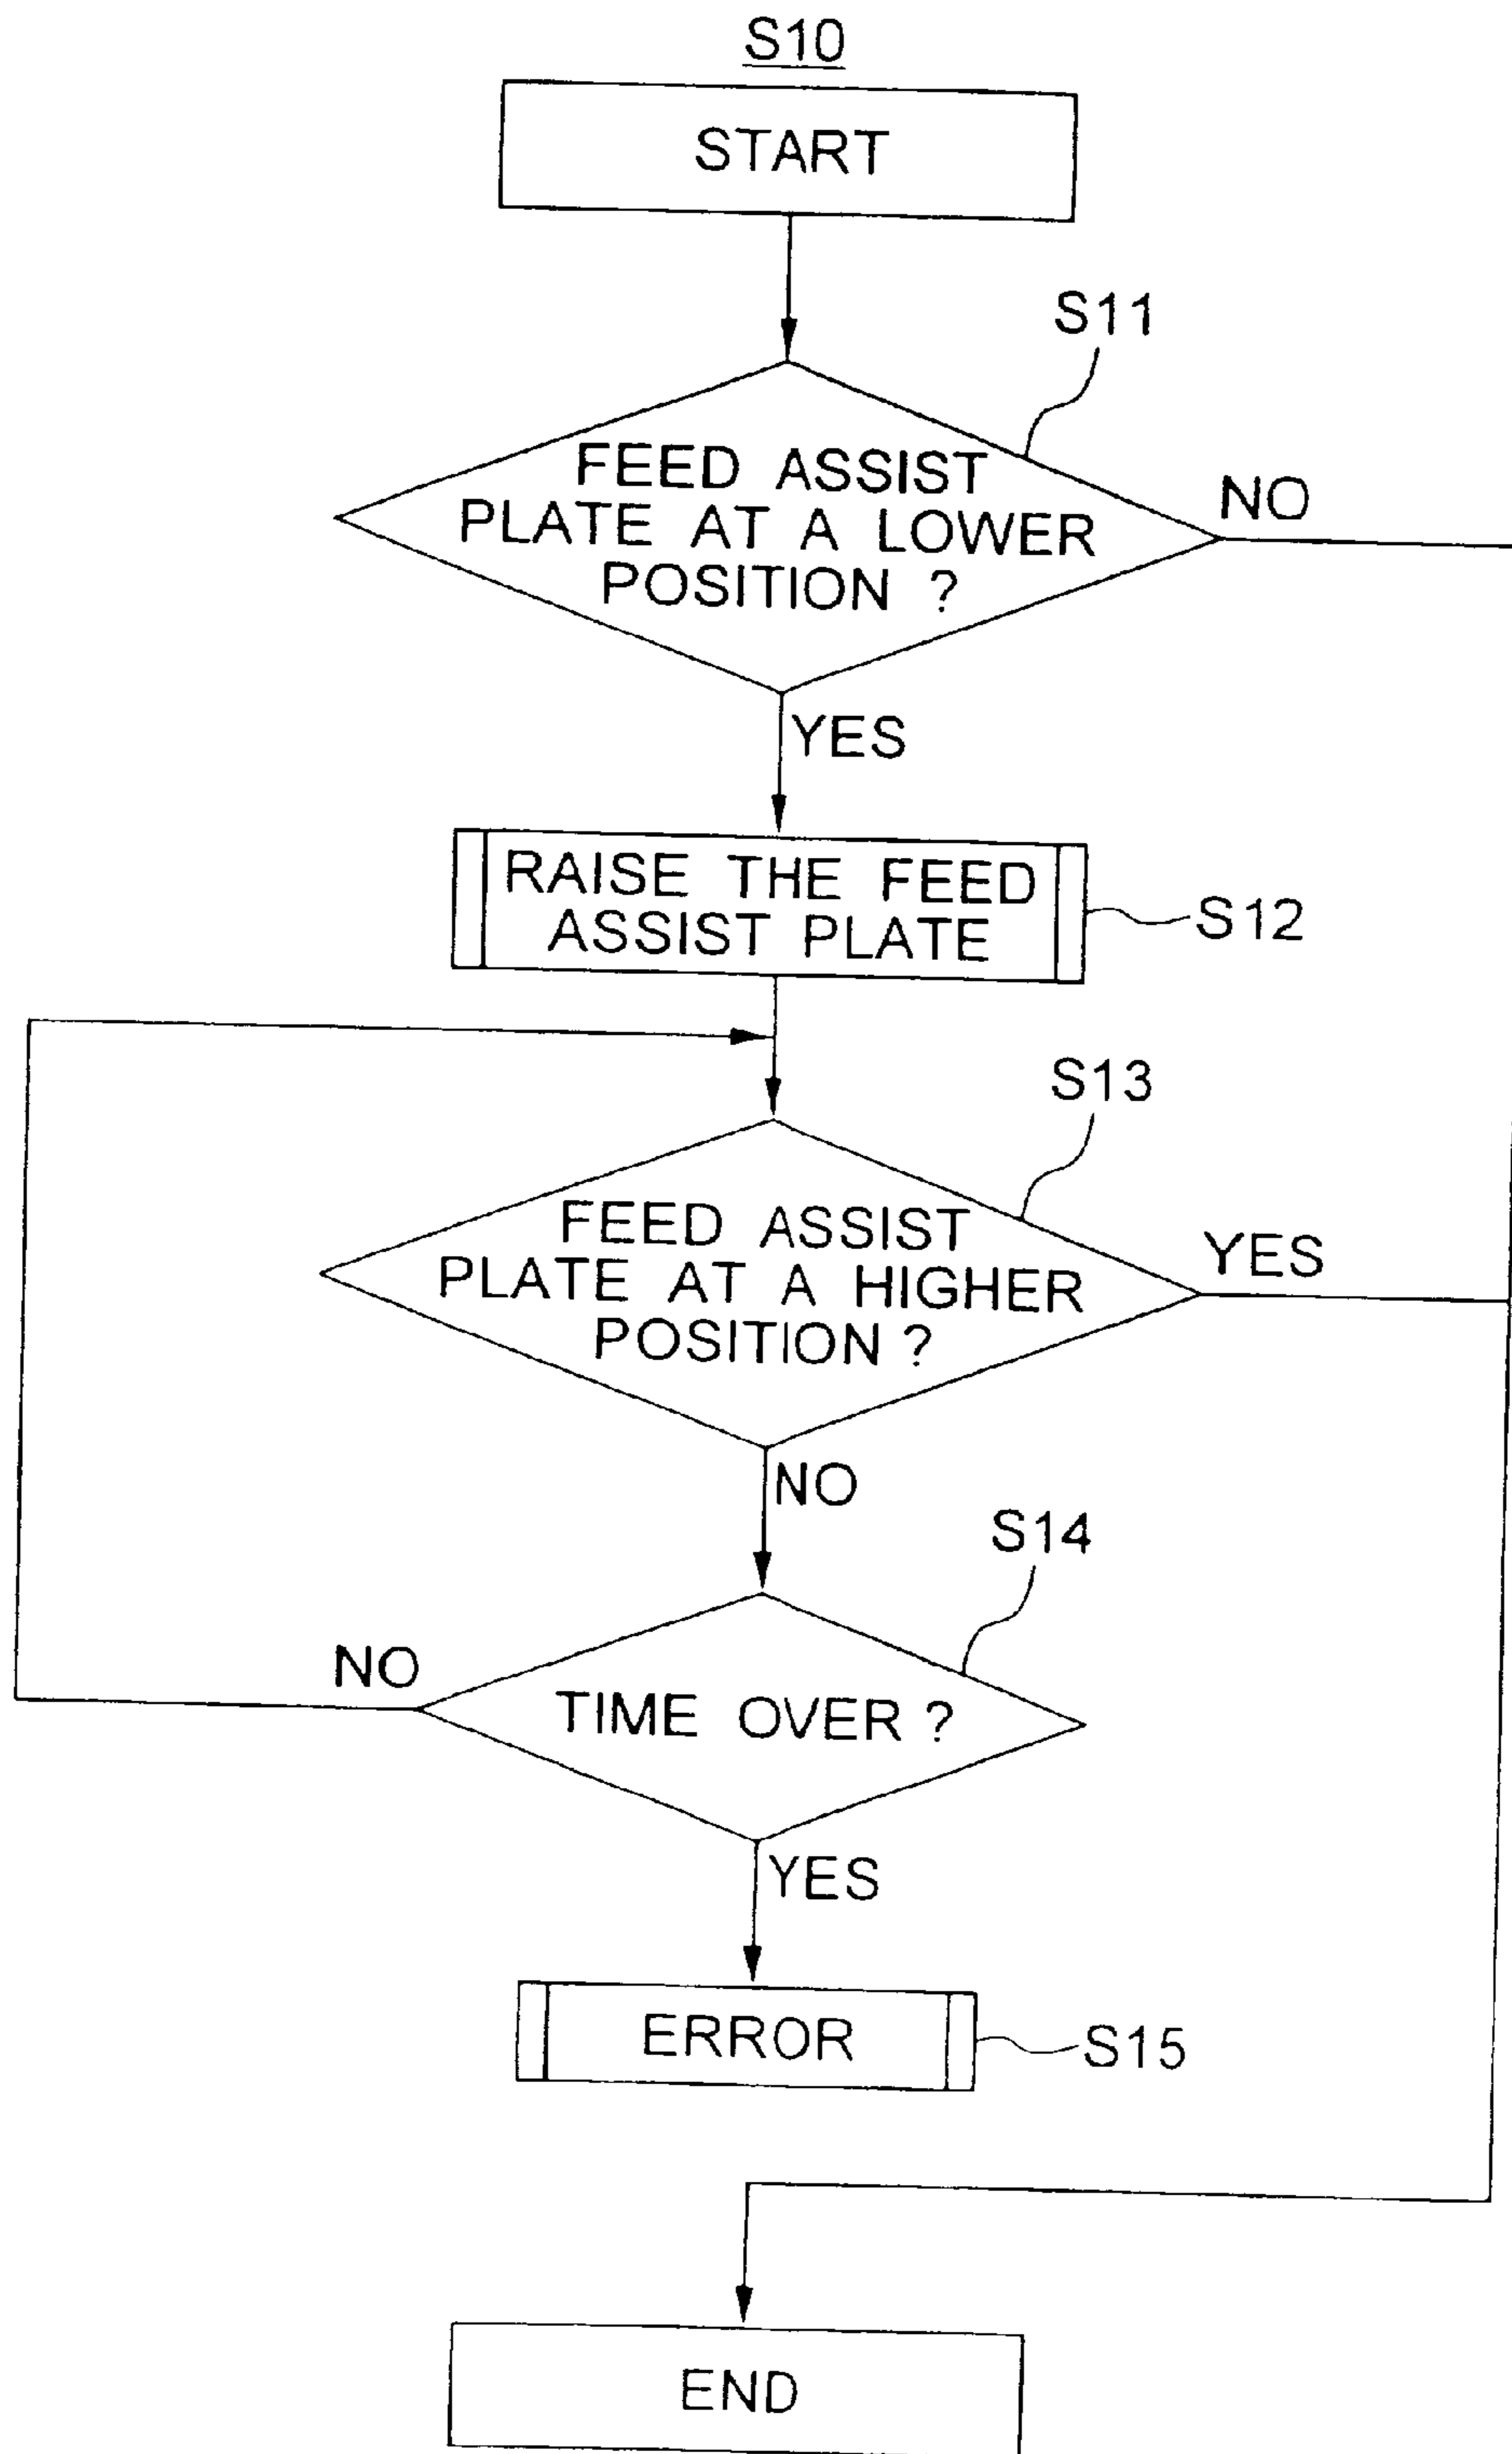 S10
START
S11
FEED ASSIST
PLATE AT A LOWER
POSITION ?
NO
YES
RAISE THE FEED
ASSIST PLATE
S12
S13
FEED ASSIST
PLATE AT A HIGHER
POSITION ?
YES
NO
S14
NO
TIME OVER ?
YES
ERROR
S15
END